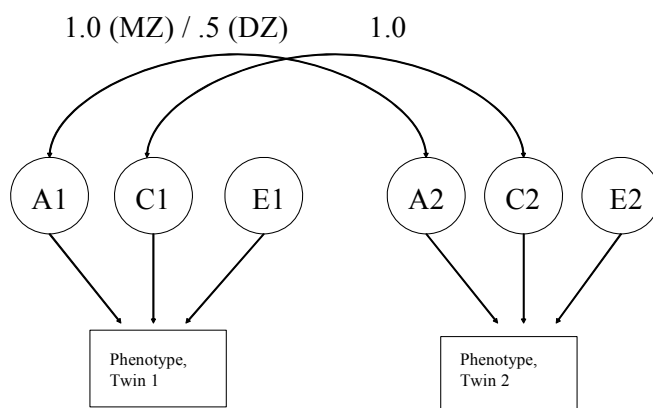 1.0 (MZ) / .5 (DZ) 1.0
A1 C1 E1 A2 C2 E2
Phenotype,
Twin 1
Phenotype,
Twin 2